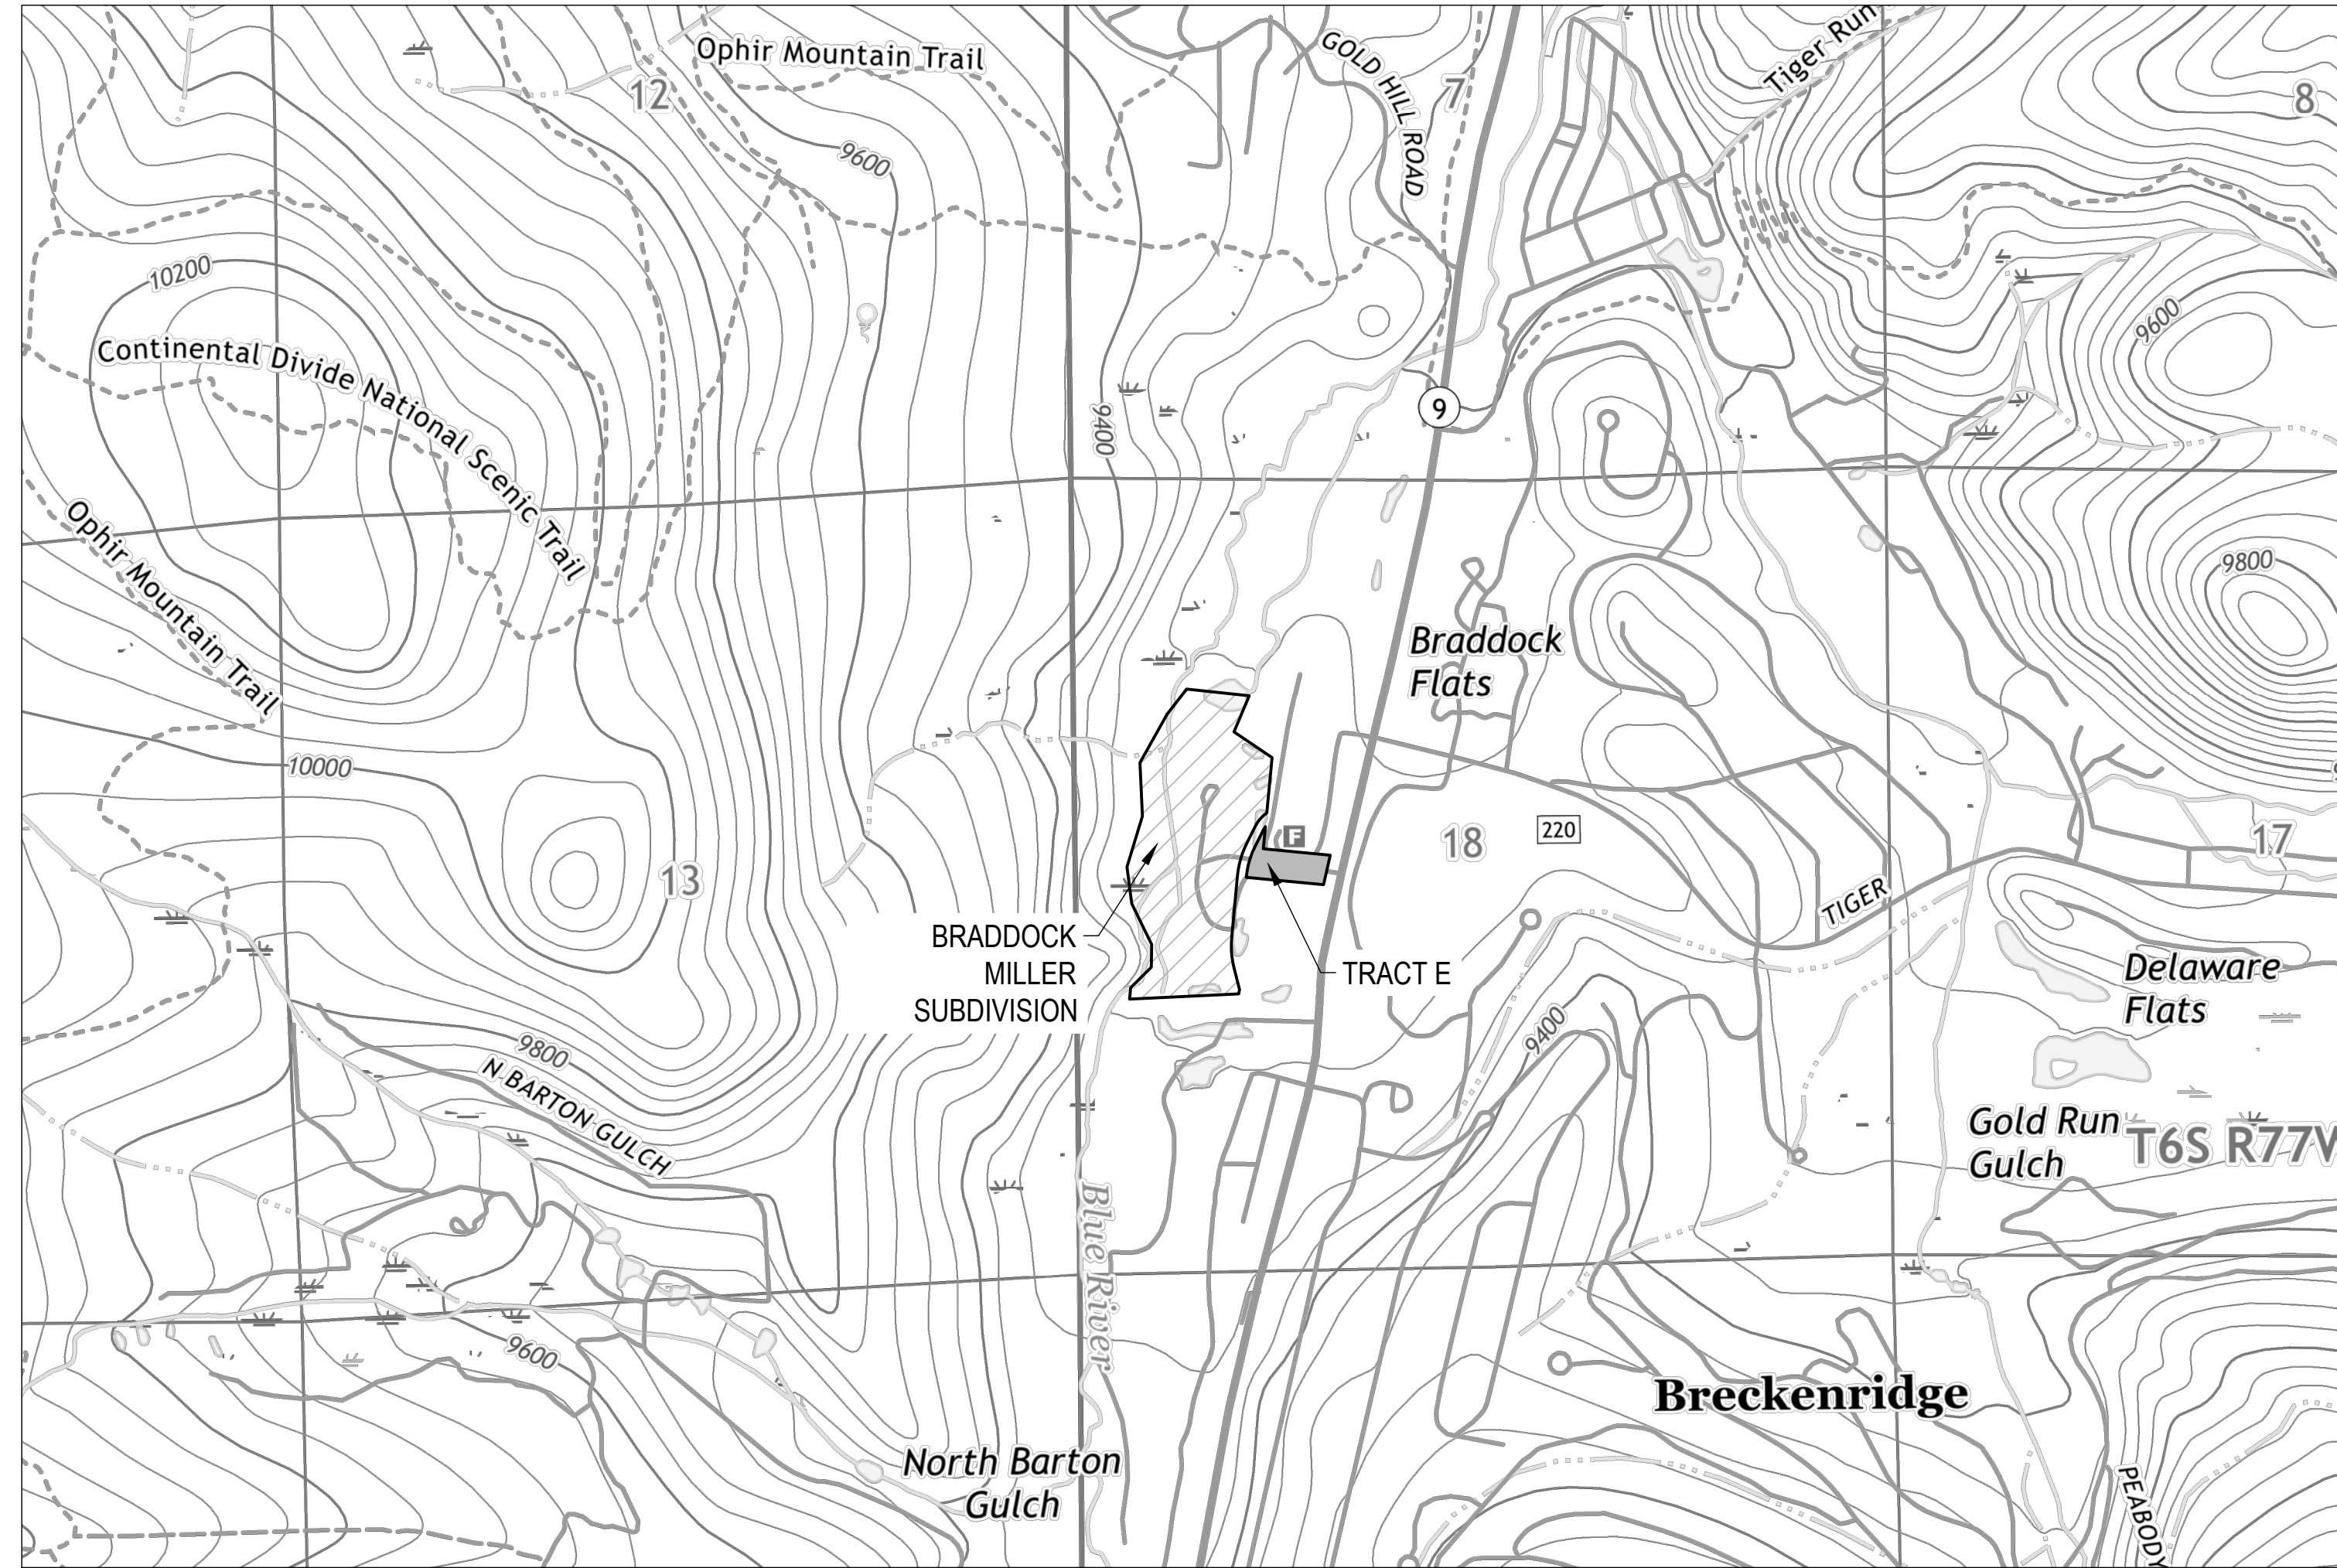 Ophir Mountain Trail
GOLD HILL ROAD
Tiger Run
12
7
8
9600
10200
Continental Divide National Scenic Trail
9600
9400
9
Ophir Mountain Trail
9800
Braddock
Flats
10000
13
F
18
220
17
TIGER
BRADDOCK
MILLER
SUBDIVISION
TRACT E
Delaware
Flats
9800
9400
N BARTON GULCH
Gold Run
Gulch
T6S R77W
Blue River
9600
Breckenridge
North Barton
Gulch
PEABODY